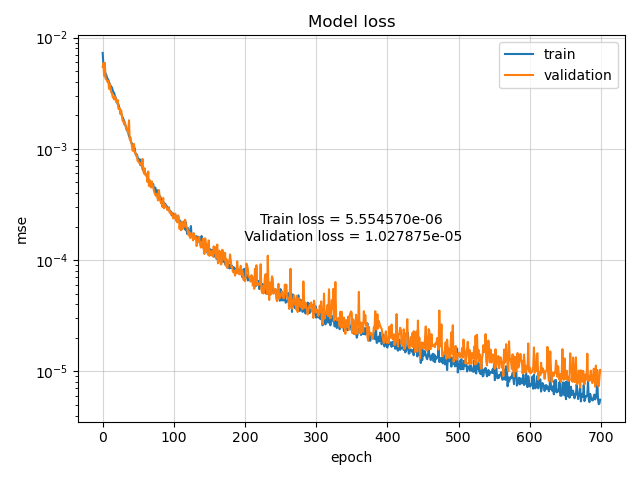 Model loss
train
validation
10⁻²
10⁻³
10⁻⁴
10⁻⁵
mse
Train loss = 5.554570e-06
Validation loss = 1.027875e-05
0 100 200 300 400 500 600 700
epoch